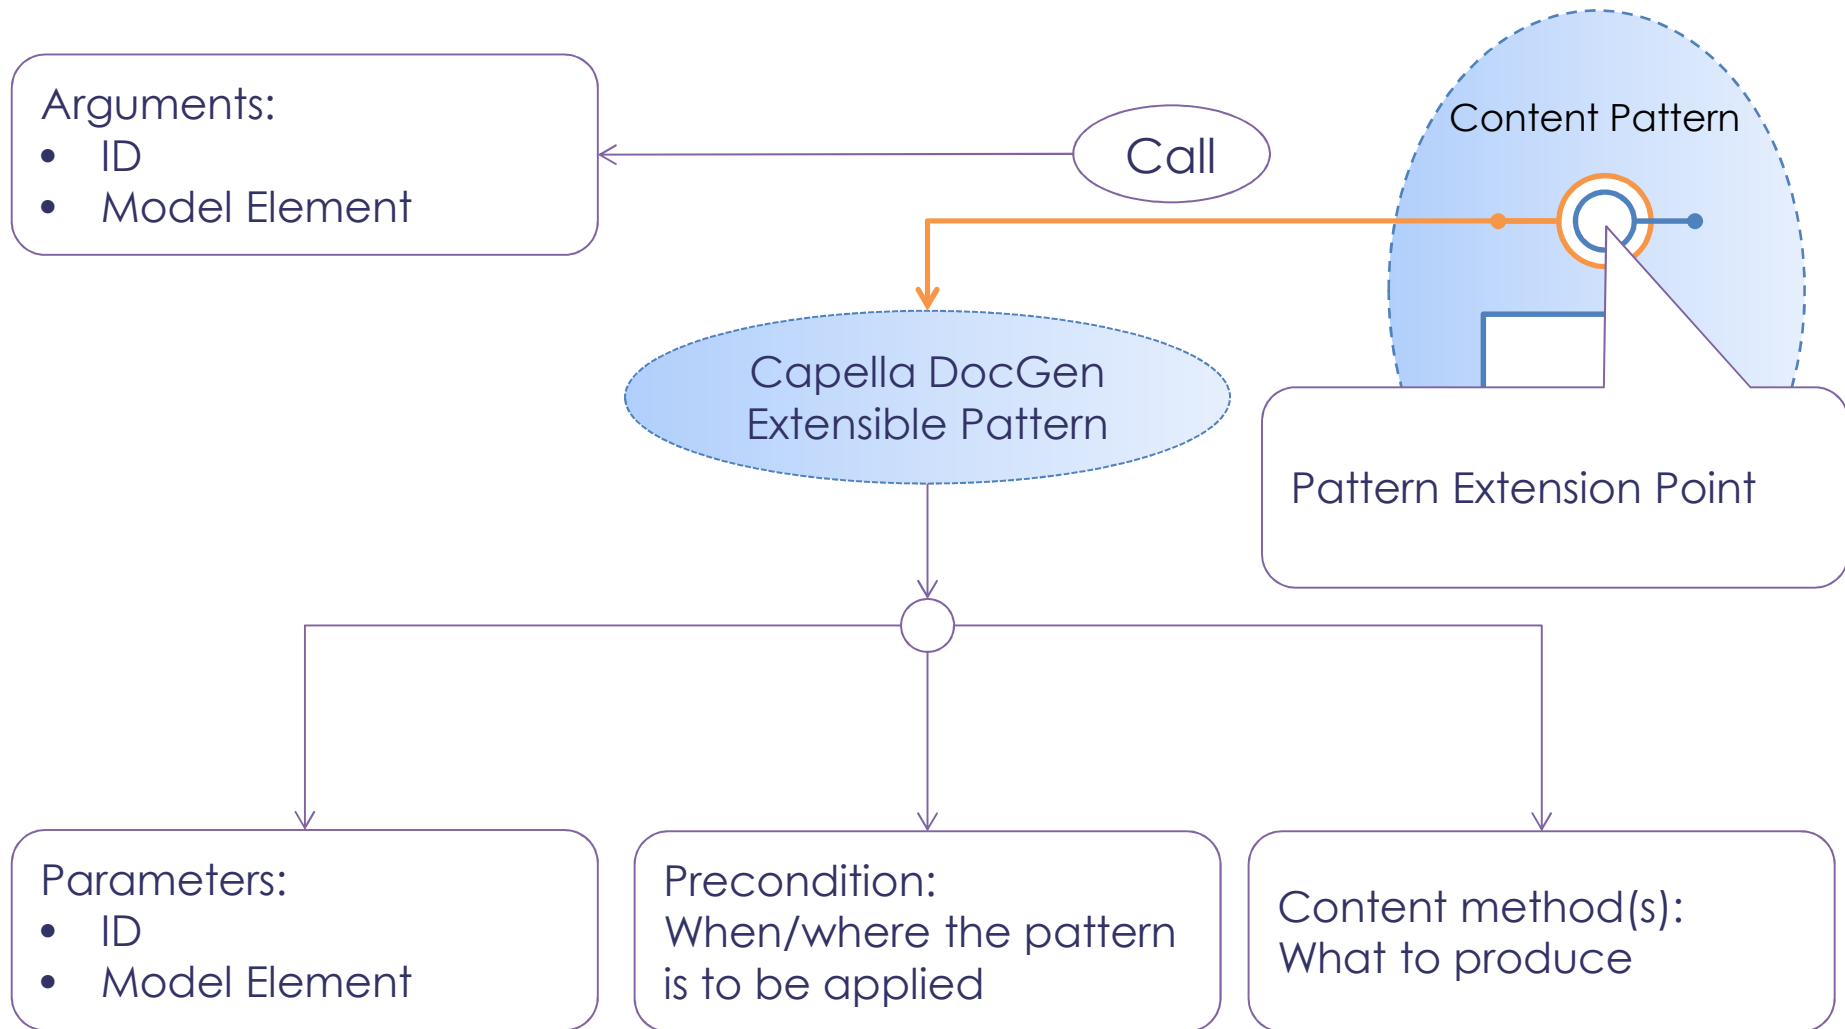 Arguments:
• ID
• Model Element
Call
Content Pattern
Capella DocGen
Extensible Pattern
Pattern Extension Point
Parameters:
• ID
• Model Element
Precondition:
When/where the pattern
is to be applied
Content method(s):
What to produce